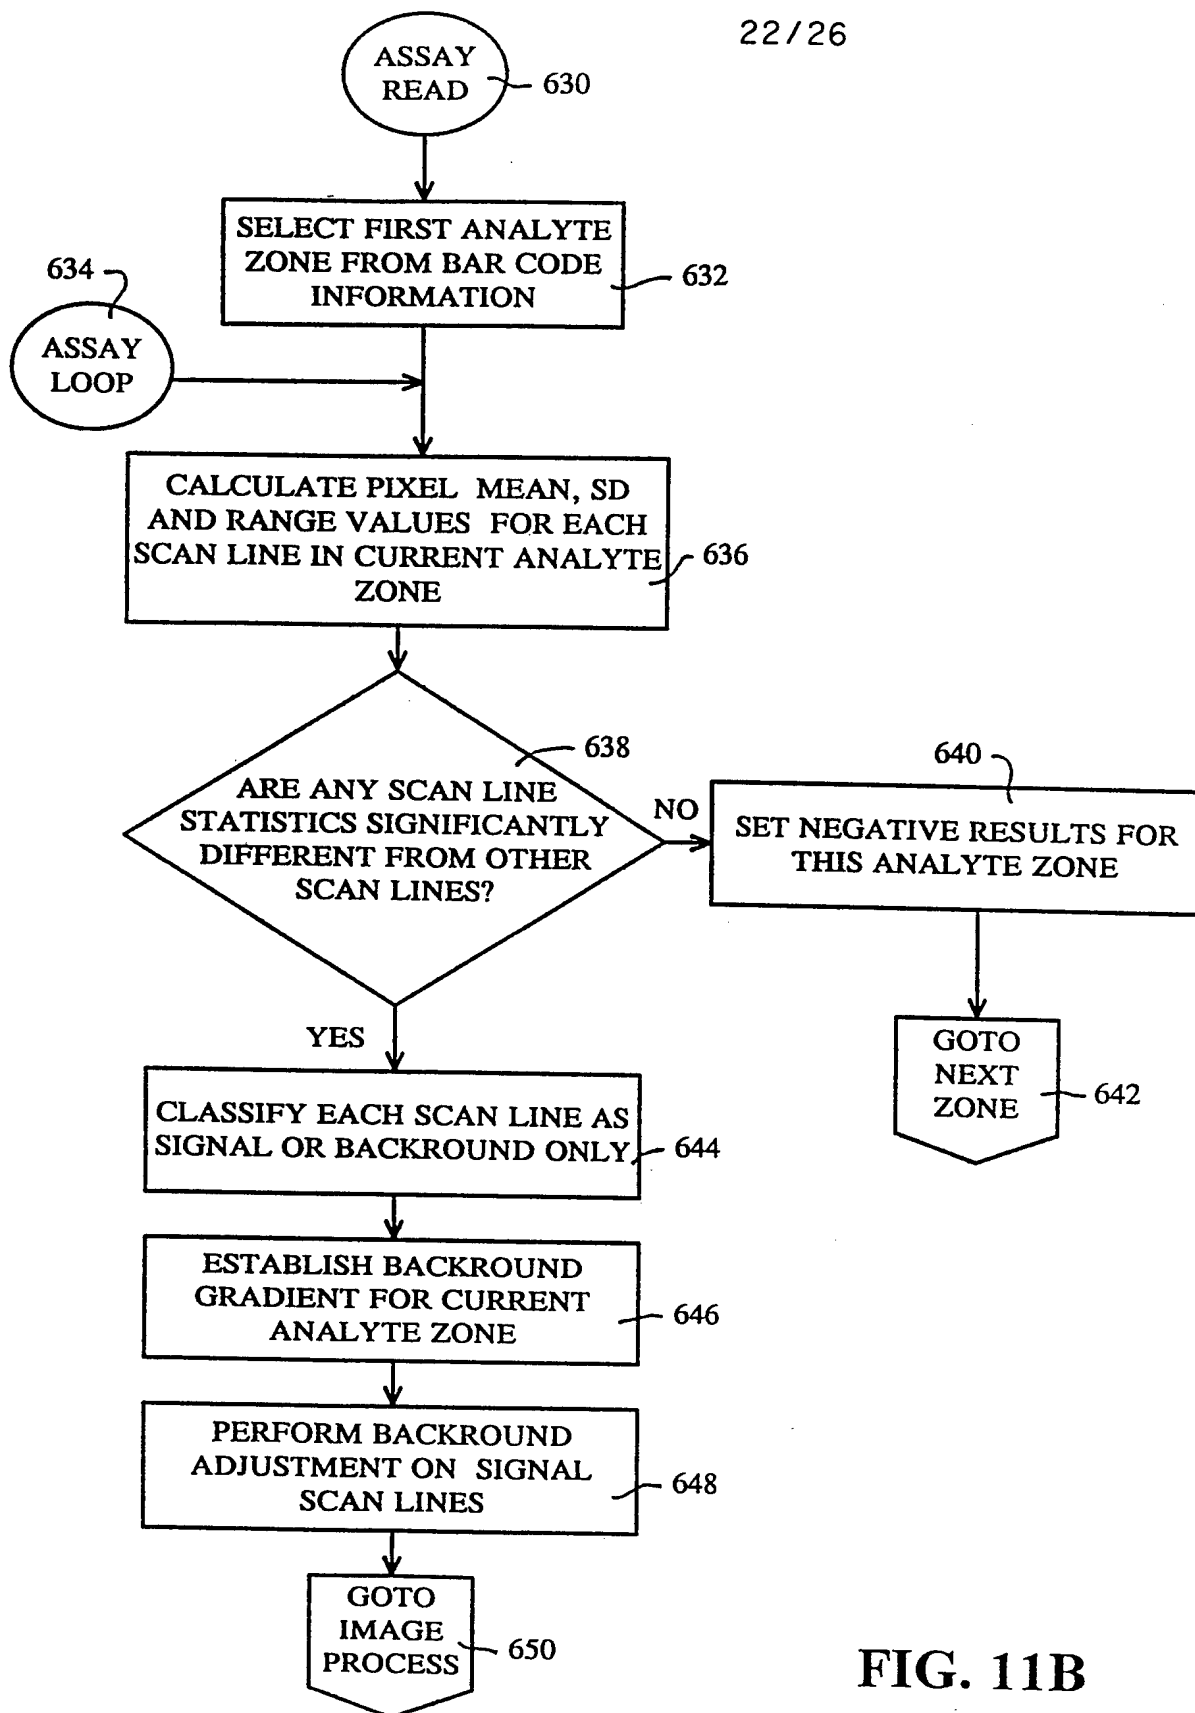 22/26
ASSAY
READ
630
SELECT FIRST ANALYTE
ZONE FROM BAR CODE
INFORMATION
632
634
ASSAY
LOOP
CALCULATE PIXEL MEAN, SD
AND RANGE VALUES FOR EACH
SCAN LINE IN CURRENT ANALYTE
ZONE
636
638
ARE ANY SCAN LINE
STATISTICS SIGNIFICANTLY
DIFFERENT FROM OTHER
SCAN LINES?
NO
640
SET NEGATIVE RESULTS FOR
THIS ANALYTE ZONE
YES
GOTO
NEXT
ZONE
642
CLASSIFY EACH SCAN LINE AS
SIGNAL OR BACKROUND ONLY
644
ESTABLISH BACKROUND
GRADIENT FOR CURRENT
ANALYTE ZONE
646
PERFORM BACKROUND
ADJUSTMENT ON SIGNAL
SCAN LINES
648
GOTO
IMAGE
PROCESS
650
FIG. 11B